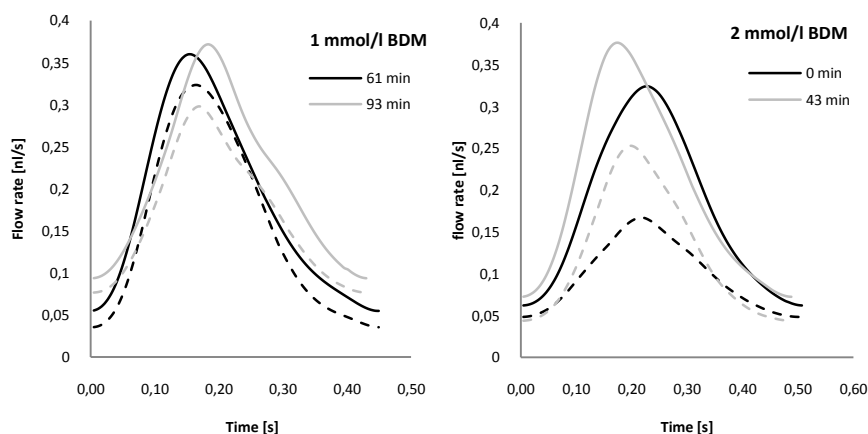 1 mmol/l BDM
61 min
93 min
Flow rate [nl/s]
0,4
0,35
0,3
0,25
0,2
0,15
0,1
0,05
0
0,00 0,10 0,20 0,30 0,40 0,50
Time [s]
2 mmol/l BDM
0 min
43 min
flow rate [nl/s]
0,4
0,35
0,3
0,25
0,2
0,15
0,1
0,05
0
0,00 0,10 0,20 0,30 0,40 0,50 0,60
Time [s]